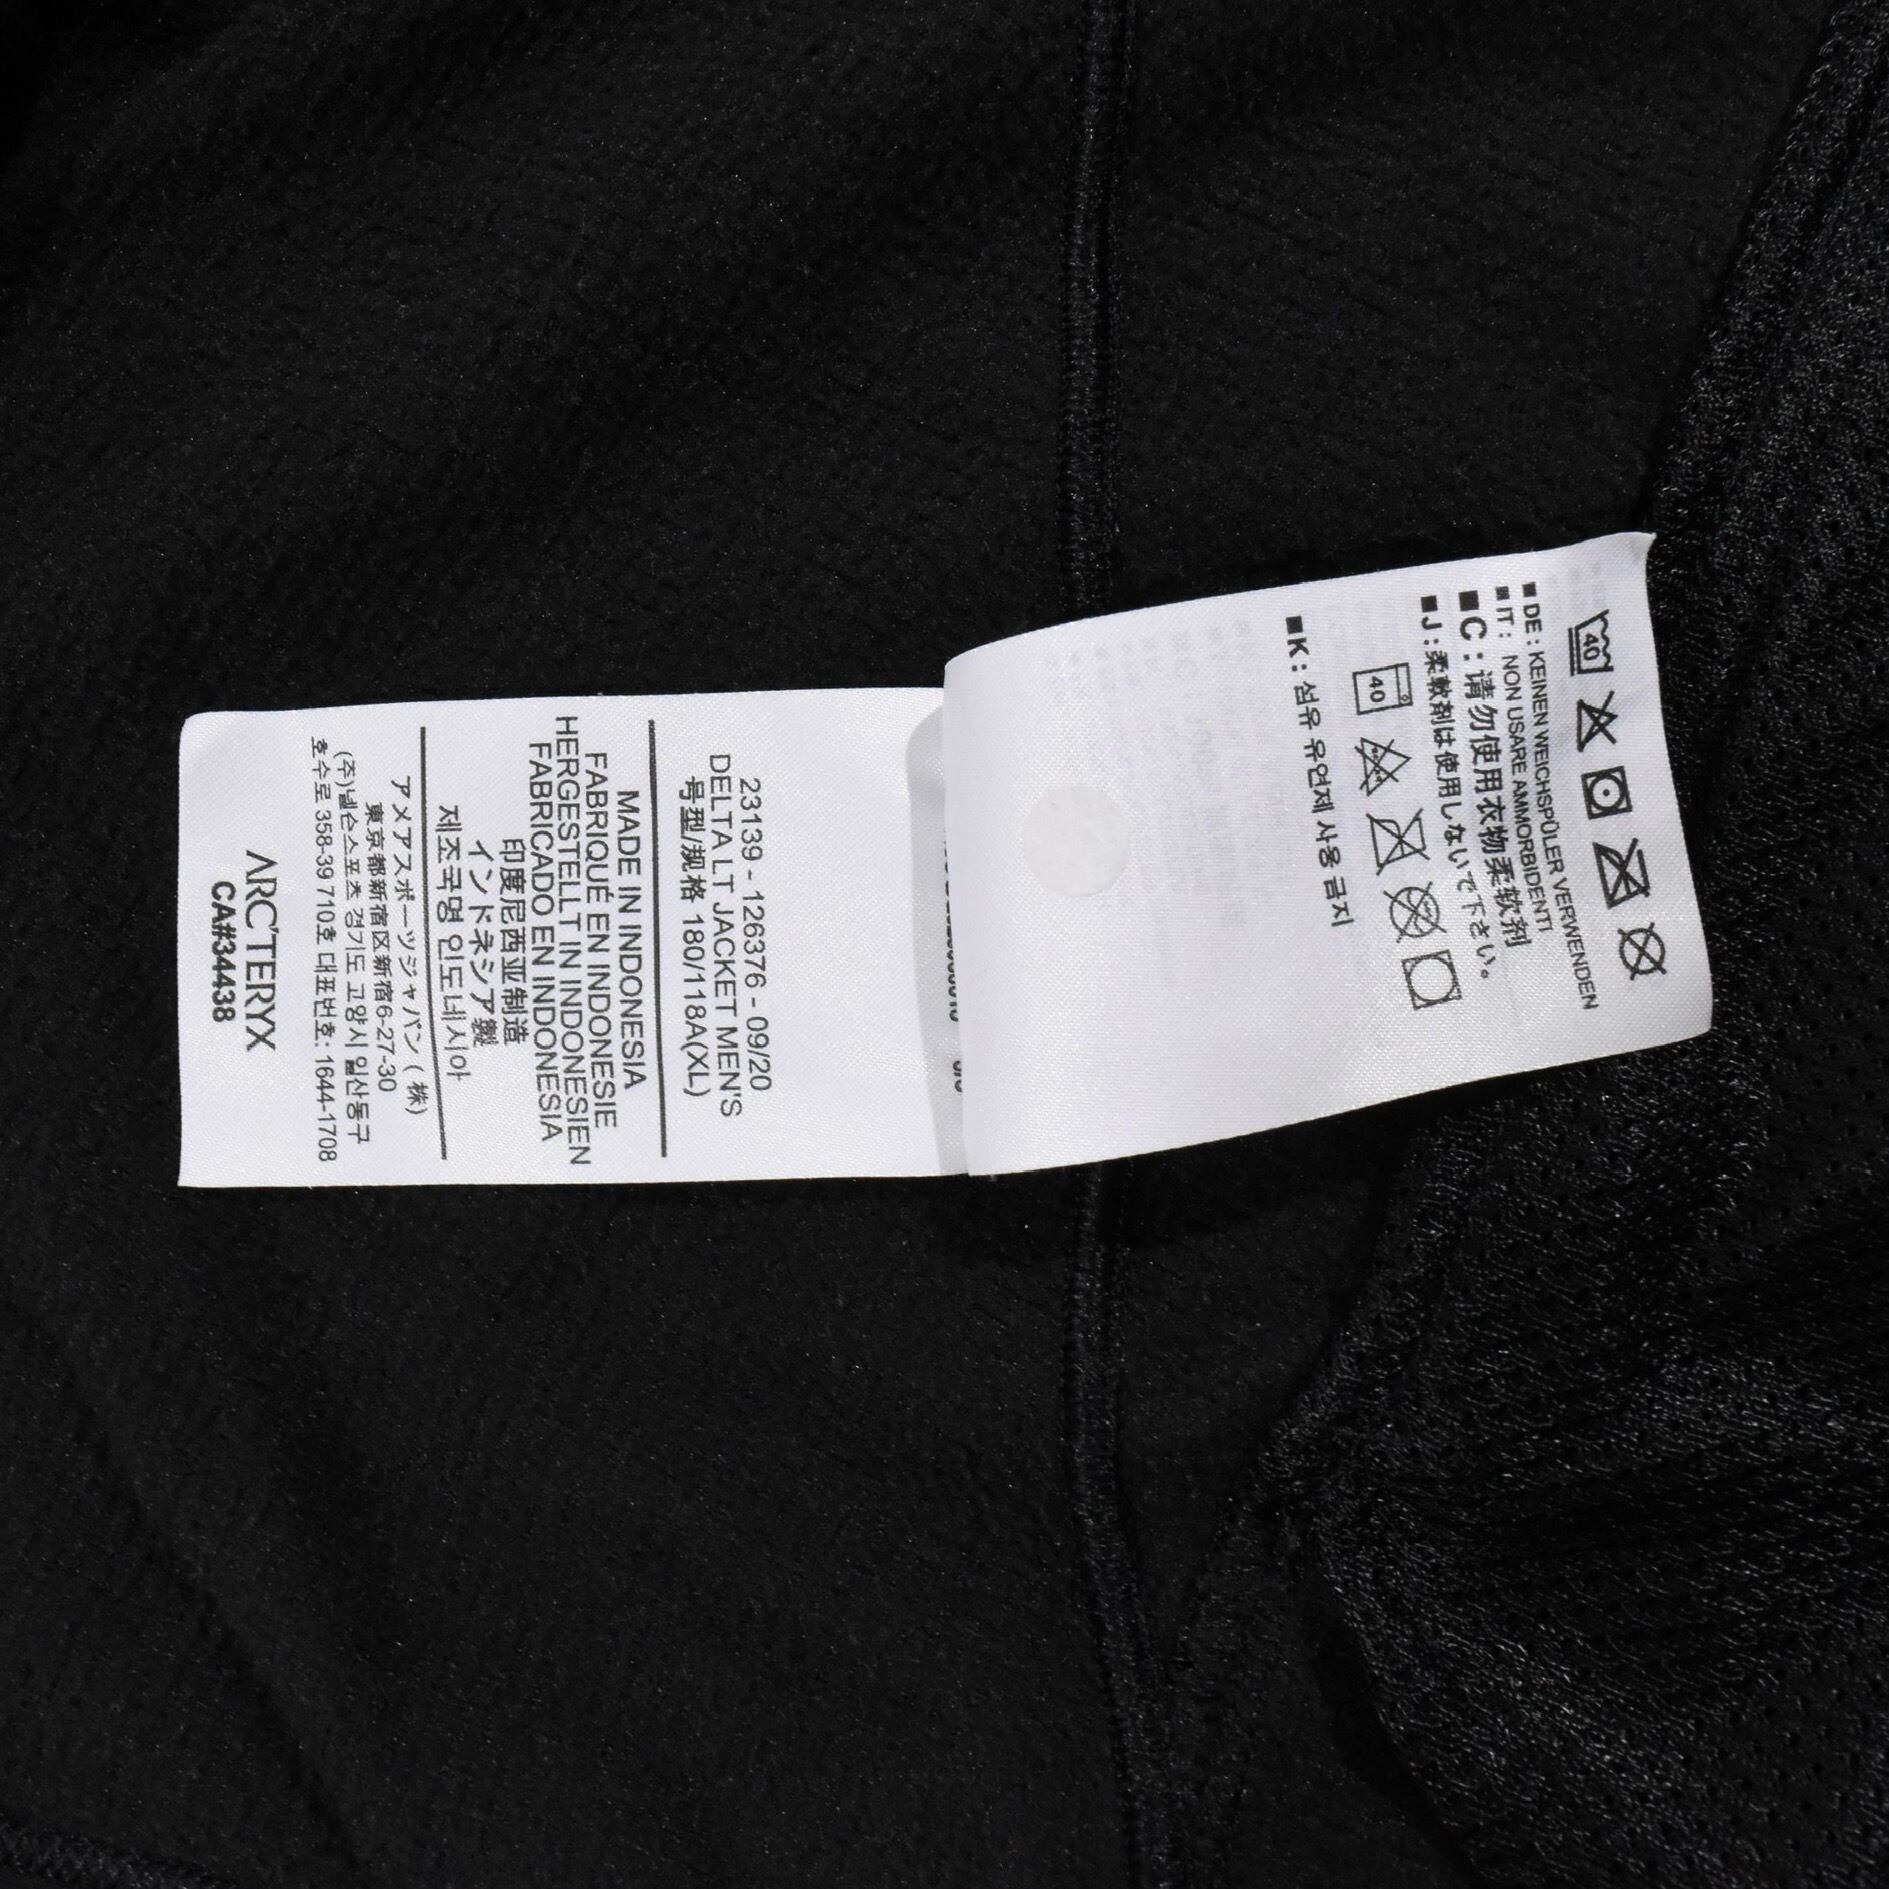 23139 - 126376 - 09/20
DELTA LT JACKET MEN'S
号型/规格 180/118A(XL)
MADE IN INDONESIA
FABRIQUÉ EN INDONESIE
HERGESTELLT IN INDONESIEN
FABRICADO EN INDONESIA
印度尼西亚制造
インドネシア製
제조국명 인도네시아
アメアスポーツジャパン ( 株)
東京都新宿区新宿6-27-30
(주)넬슨스포츠 경기도 고양시 일산동구
호수로 358-39 710호 대표번호: 1644-1708
ARC'TERYX
CA#34438
40
■DE : KEINEN WEICHSPÜLER VERWENDEN
■IT : NON USARE AMMORBIDENTI
■C : 请勿使用衣物柔软剂
■J : 柔軟剤は使用しないで下さい。
40
■K : 섬유 유연제 사용 금지